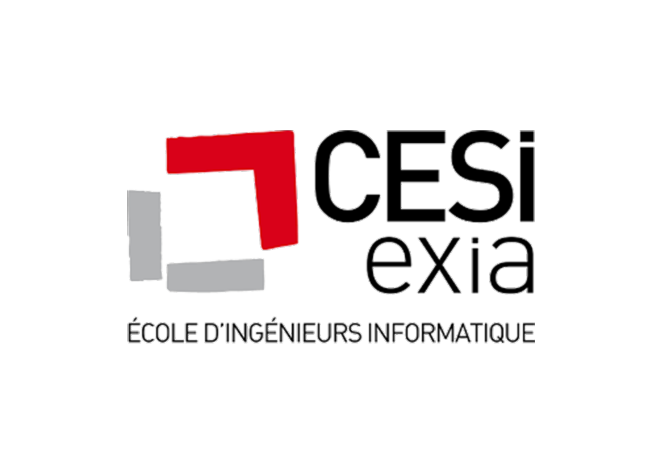 CESi
exia
ÉCOLE D'INGÉNIEURS INFORMATIQUE